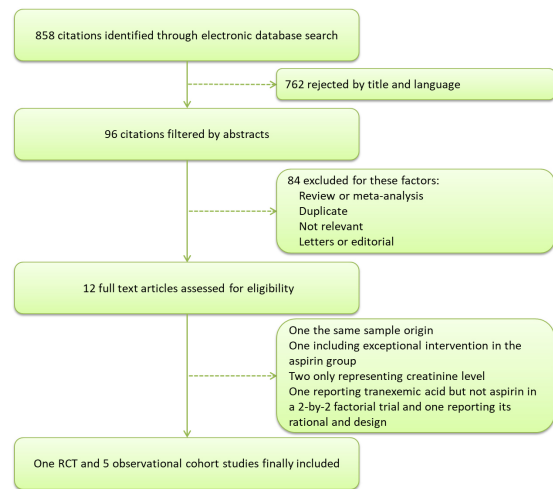 858 citations identified through electronic database search
762 rejected by title and language
96 citations filtered by abstracts
84 excluded for these factors:
Review or meta-analysis
Duplicate
Not relevant
Letters or editorial
12 full text articles assessed for eligibility
One the same sample origin
One including exceptional intervention in the
aspirin group
Two only representing creatinine level
One reporting tranexemic acid but not aspirin in
a 2-by-2 factorial trial and one reporting its
rational and design
One RCT and 5 observational cohort studies finally included